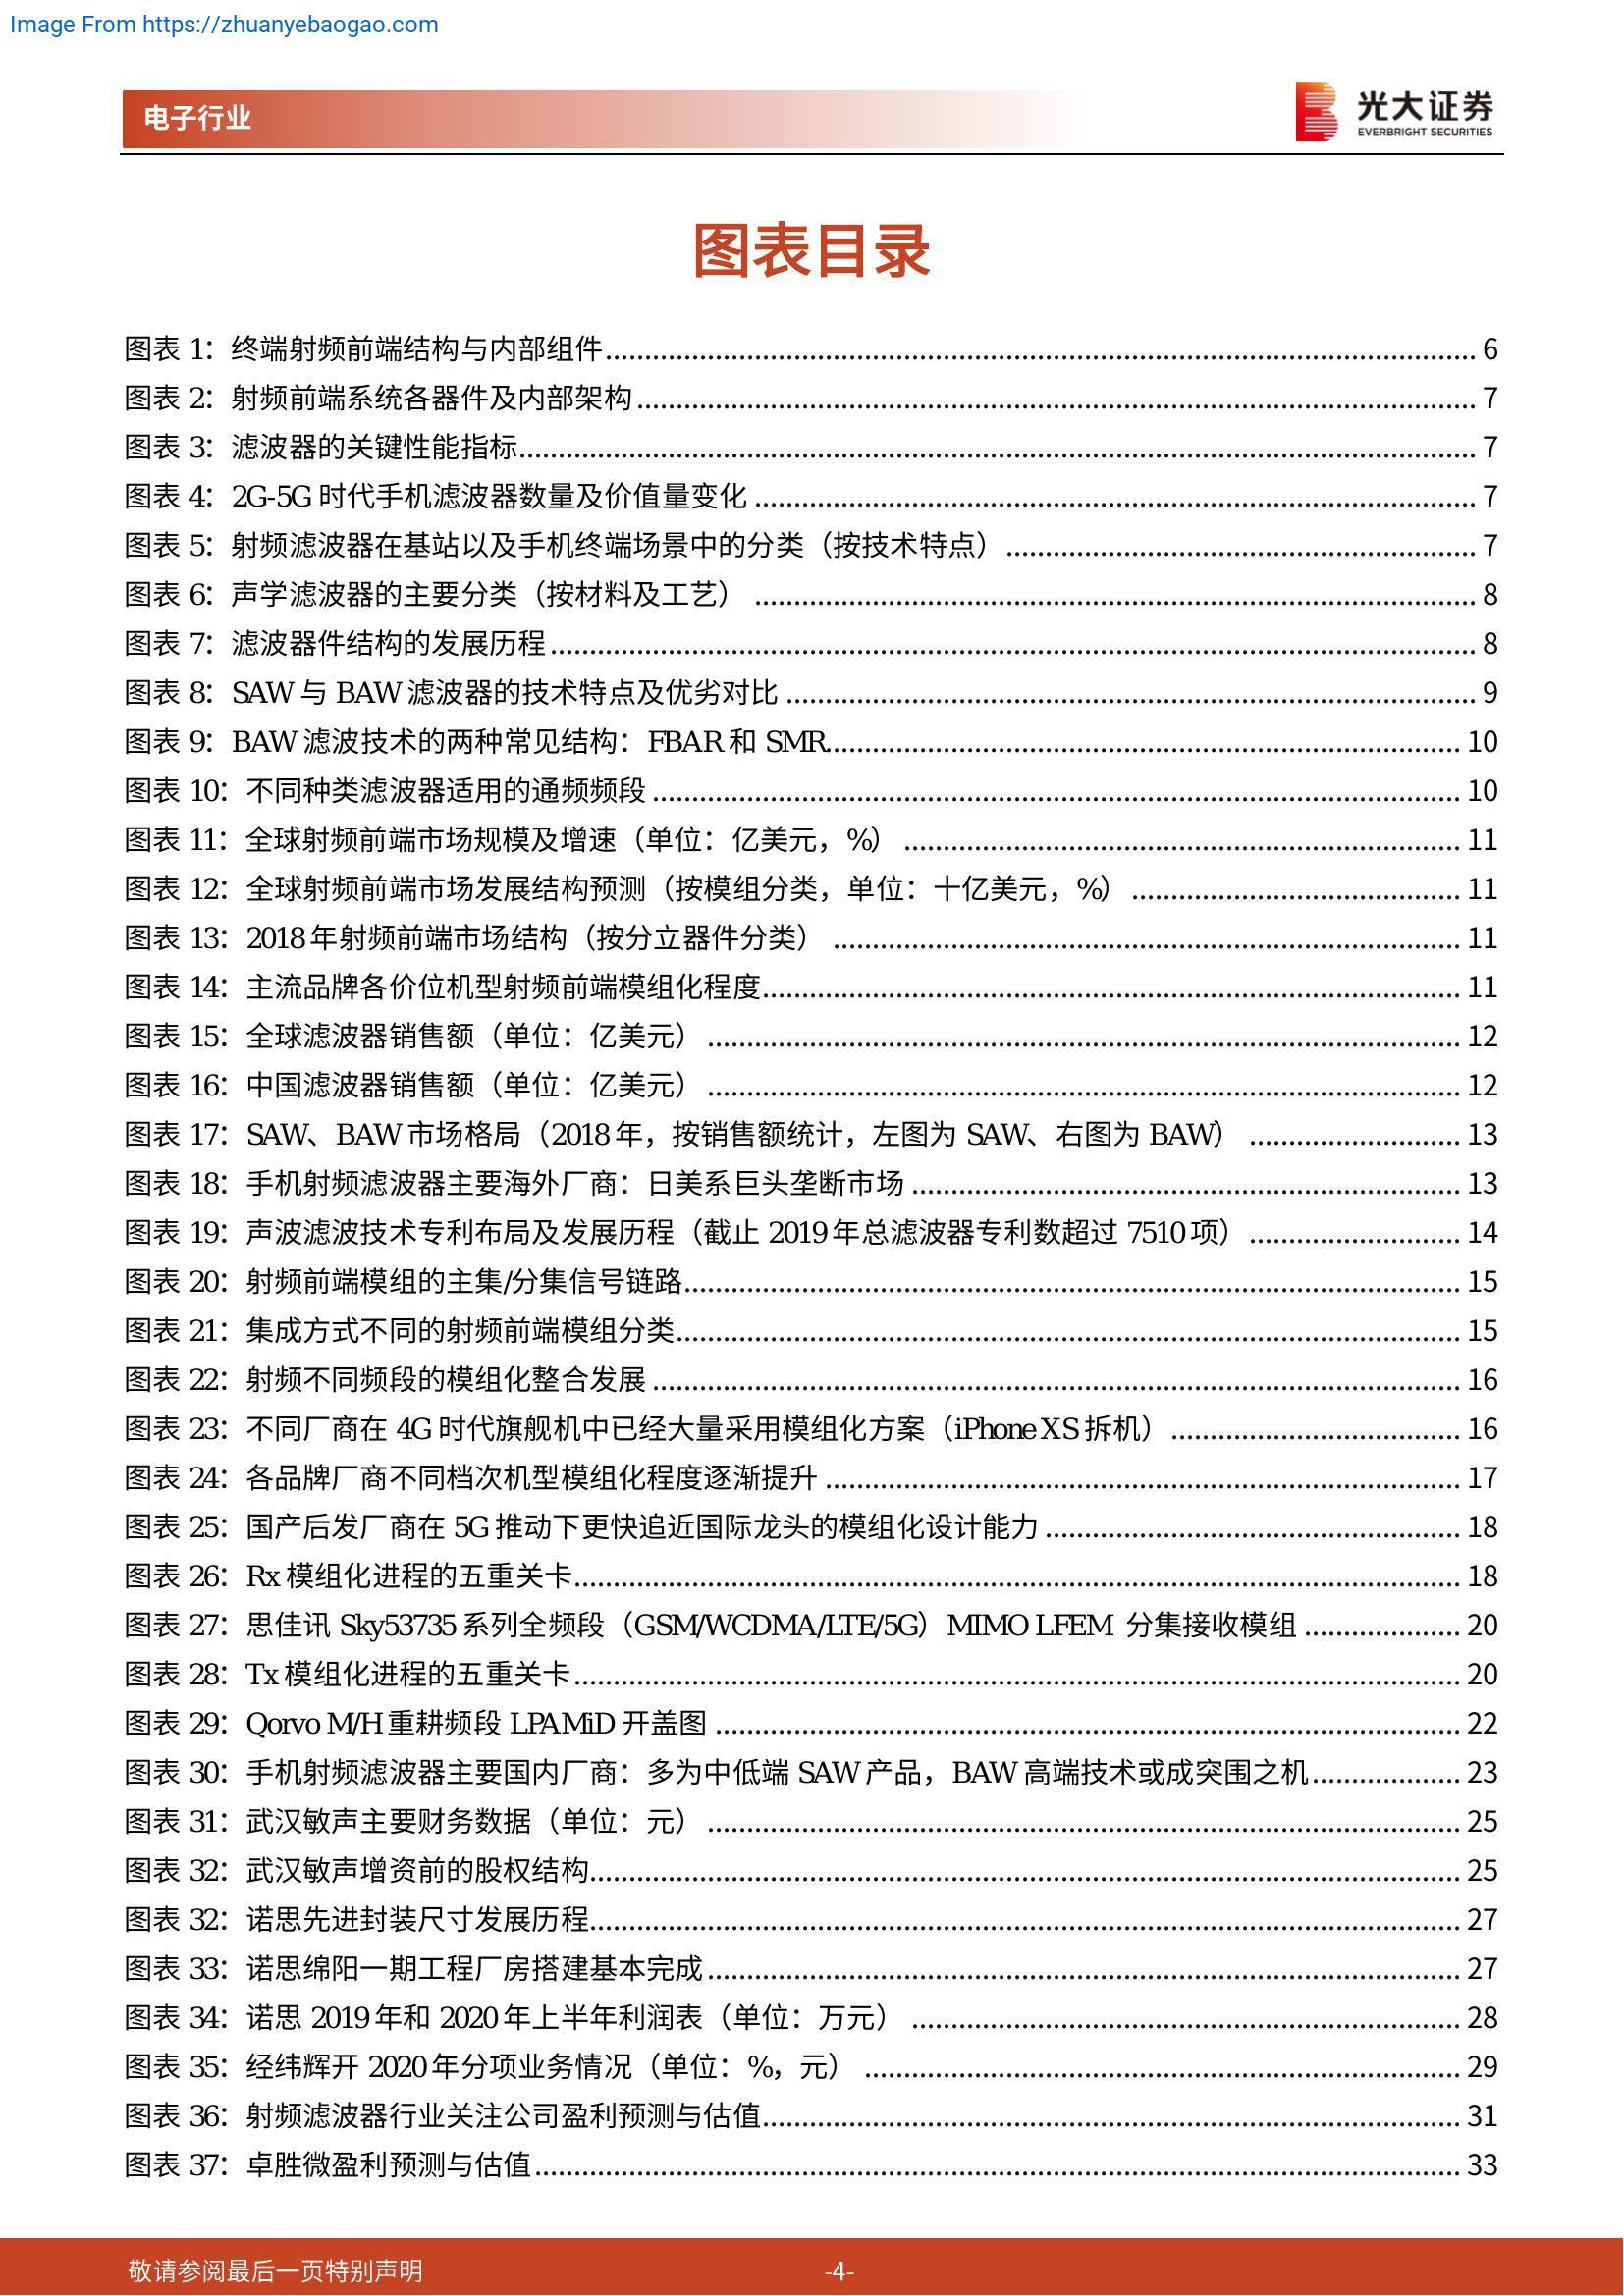 Image From https://zhuanyebaogao.com
电子行业
光大证券
EVERBRIGHT SECURITIES
图表目录
图表 1：终端射频前端结构与内部组件 6
图表 2：射频前端系统各器件及内部架构 7
图表 3：滤波器的关键性能指标 7
图表 4：2G-5G 时代手机滤波器数量及价值量变化 7
图表 5：射频滤波器在基站以及手机终端场景中的分类（按技术特点） 7
图表 6：声学滤波器的主要分类（按材料及工艺） 8
图表 7：滤波器件结构的发展历程 8
图表 8：SAW 与 BAW 滤波器的技术特点及优劣对比 9
图表 9：BAW 滤波技术的两种常见结构：FBAR 和 SMR 10
图表 10：不同种类滤波器适用的通频频段 10
图表 11：全球射频前端市场规模及增速（单位：亿美元，%） 11
图表 12：全球射频前端市场发展结构预测（按模组分类，单位：十亿美元，%） 11
图表 13：2018 年射频前端市场结构（按分立器件分类） 11
图表 14：主流品牌各价位机型射频前端模组化程度 11
图表 15：全球滤波器销售额（单位：亿美元） 12
图表 16：中国滤波器销售额（单位：亿美元） 12
图表 17：SAW、BAW 市场格局（2018 年，按销售额统计，左图为 SAW、右图为 BAW） 13
图表 18：手机射频滤波器主要海外厂商：日美系巨头垄断市场 13
图表 19：声波滤波技术专利布局及发展历程（截止 2019 年总滤波器专利数超过 7510 项） 14
图表 20：射频前端模组的主集/分集信号链路 15
图表 21：集成方式不同的射频前端模组分类 15
图表 22：射频不同频段的模组化整合发展 16
图表 23：不同厂商在 4G 时代旗舰机中已经大量采用模组化方案（iPhone XS 拆机） 16
图表 24：各品牌厂商不同档次机型模组化程度逐渐提升 17
图表 25：国产后发厂商在 5G 推动下更快追近国际龙头的模组化设计能力 18
图表 26：Rx 模组化进程的五重关卡 18
图表 27：思佳讯 Sky53735 系列全频段（GSM/WCDMA/LTE/5G）MIMO LFEM 分集接收模组 20
图表 28：Tx 模组化进程的五重关卡 20
图表 29：Qorvo M/H 重耕频段 LPAMiD 开盖图 22
图表 30：手机射频滤波器主要国内厂商：多为中低端 SAW 产品，BAW 高端技术或成突围之机 23
图表 31：武汉敏声主要财务数据（单位：元） 25
图表 32：武汉敏声增资前的股权结构 25
图表 32：诺思先进封装尺寸发展历程 27
图表 33：诺思绵阳一期工程厂房搭建基本完成 27
图表 34：诺思 2019 年和 2020 年上半年利润表（单位：万元） 28
图表 35：经纬辉开 2020 年分项业务情况（单位：%，元） 29
图表 36：射频滤波器行业关注公司盈利预测与估值 31
图表 37：卓胜微盈利预测与估值 33
敬请参阅最后一页特别声明
-4-